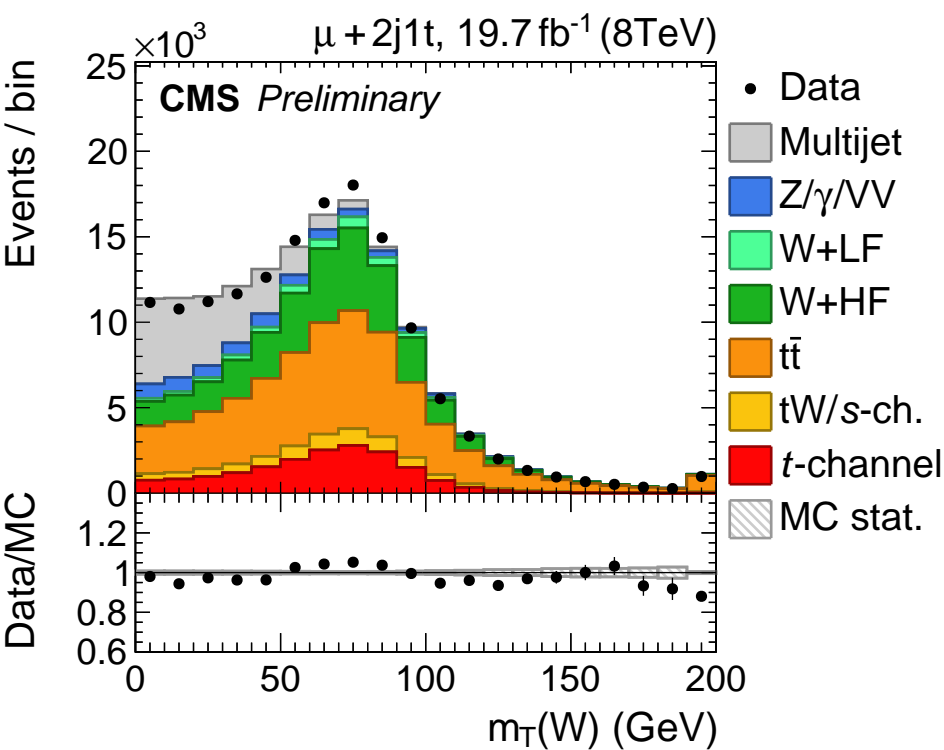 ×10³ μ + 2j1t, 19.7 fb⁻¹ (8TeV)
CMS Preliminary
Events / bin
25
20
15
10
5
0
Data
Multijet
Z/γ/VV
W+LF
W+HF
tt̄
tW/s-ch.
t-channel
MC stat.
Data/MC
1.2
1
0.8
0.6
0 50 100 150 200
m_T(W) (GeV)